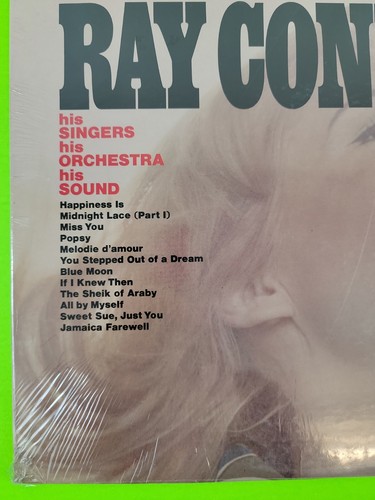 RAY CON
his
SINGERS
his
ORCHESTRA
his
SOUND
Happiness Is
Midnight Lace (Part I)
Miss You
Popsy
Melodie d'amour
You Stepped Out of a Dream
Blue Moon
If I Knew Then
The Sheik of Araby
All by Myself
Sweet Sue, Just You
Jamaica Farewell